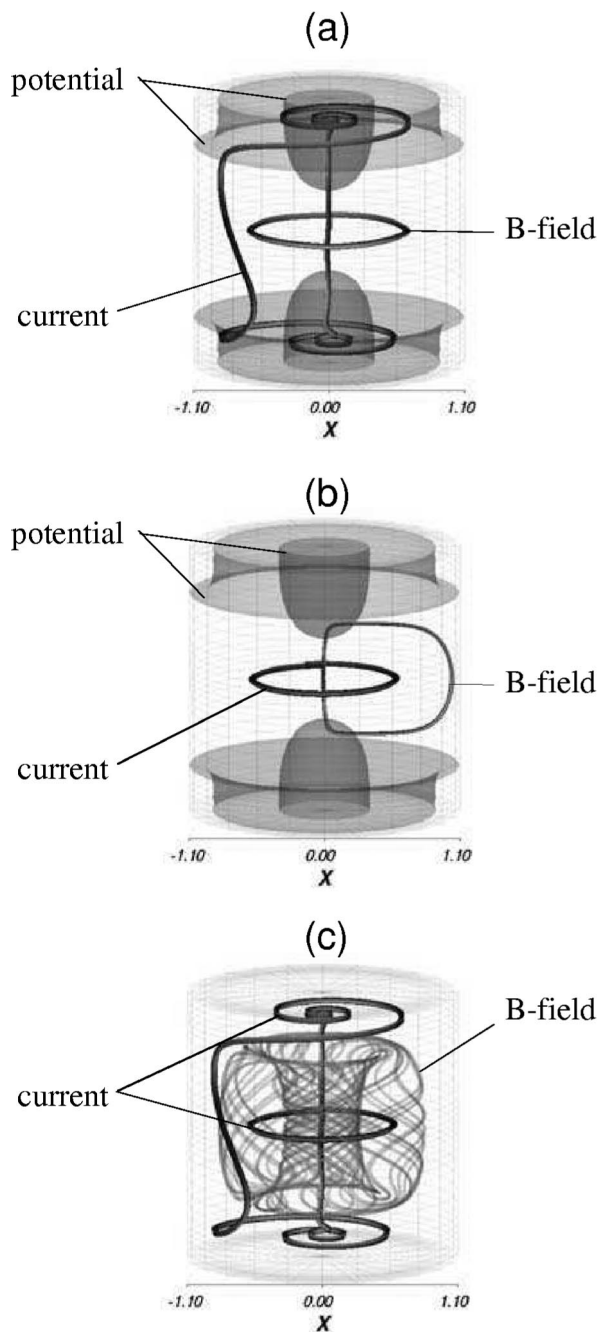 (a)
potential
B-field
current
-1.10 0.00 1.10
X
(b)
potential
B-field
current
-1.10 0.00 1.10
X
(c)
B-field
current
-1.10 0.00 1.10
X